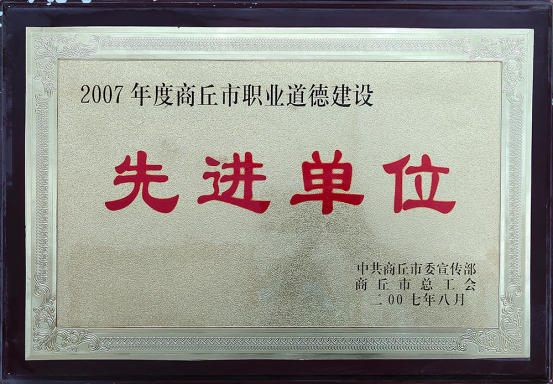 2007年度商丘市职业道德建设
先进单位
中共商丘市委宣传部
商丘市总工会
二00七年八月